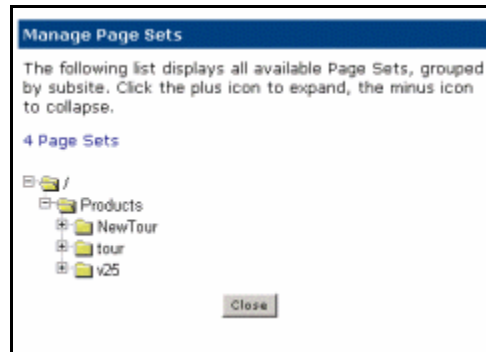 Manage Page Sets
The following list displays all available Page Sets, grouped
by subsite. Click the plus icon to expand, the minus icon
to collapse.
4 Page Sets
/
Products
NewTour
tour
v25
Close